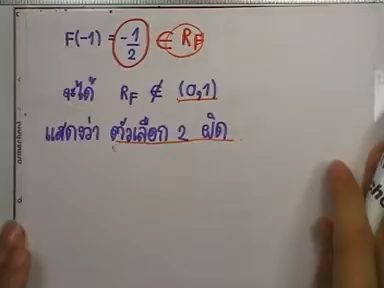 F(-1) = -1/2 ∈ R_F
จะได้ R_F ⊄ (0,1)
แสดงว่า ตัวเลือก 2 ผิด